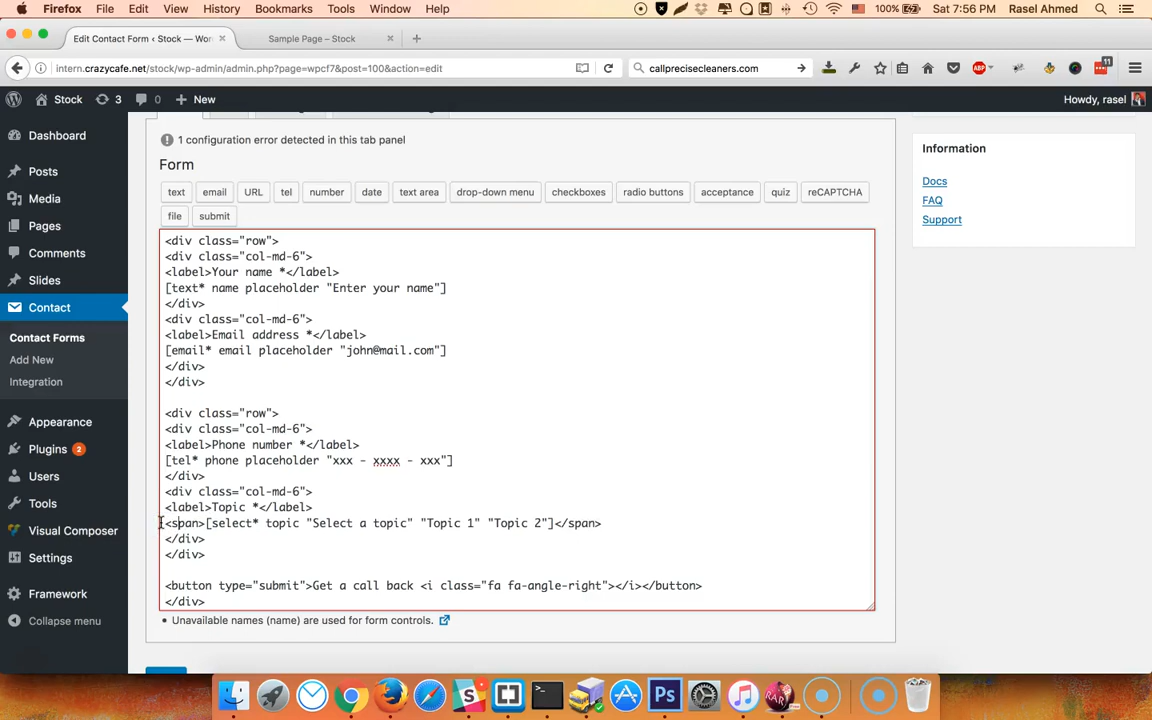 Firefox File Edit View History Bookmarks Tools Window Help 100% Sat 7:56 PM Rasel Ahmed
Edit Contact Form ‹ Stock — Wor
Sample Page – Stock
intern.crazycafe.net/stock/wp-admin/admin.php?page=wpcf7&post=100&action=edit
callprecisecleaners.com
ABP
11
Stock 3 1 New
Howdy, rasel
Dashboard
Posts
Media
Pages
Comments
Slides
Contact
Contact Forms
Add New
Integration
Appearance
Plugins 2
Users
Tools
Visual Composer
Settings
Framework
Collapse menu
1 configuration error detected in this tab panel
Form
text email URL tel number date text area drop-down menu checkboxes radio buttons acceptance quiz reCAPTCHA
file submit
<div class="row">
<div class="col-md-6">
<label>Your name *</label>
[text* name placeholder "Enter your name"]
</div>
<div class="col-md-6">
<label>Email address *</label>
[email* email placeholder "john@mail.com"]
</div>
</div>
<div class="row">
<div class="col-md-6">
<label>Phone number *</label>
[tel* phone placeholder "xxx - xxxx - xxx"]
</div>
<div class="col-md-6">
<label>Topic *</label>
<span>[select* topic "Select a topic" "Topic 1" "Topic 2"]</span>
</div>
</div>
<button type="submit">Get a call back <i class="fa fa-angle-right"></i></button>
</div>
Unavailable names (name) are used for form controls.
Information
Docs
FAQ
Support
Ps
RAR